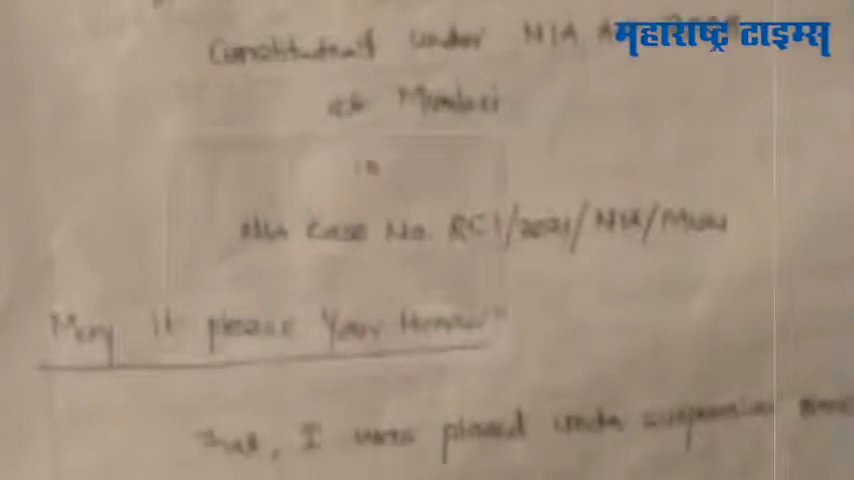 महाराष्ट्र टाइम्स
Constituted under NIA
at Mumbai
in
NIA Case No. RC1/2021/NIA/MUM
May it please Your Honour"
That, I was placed under suspension